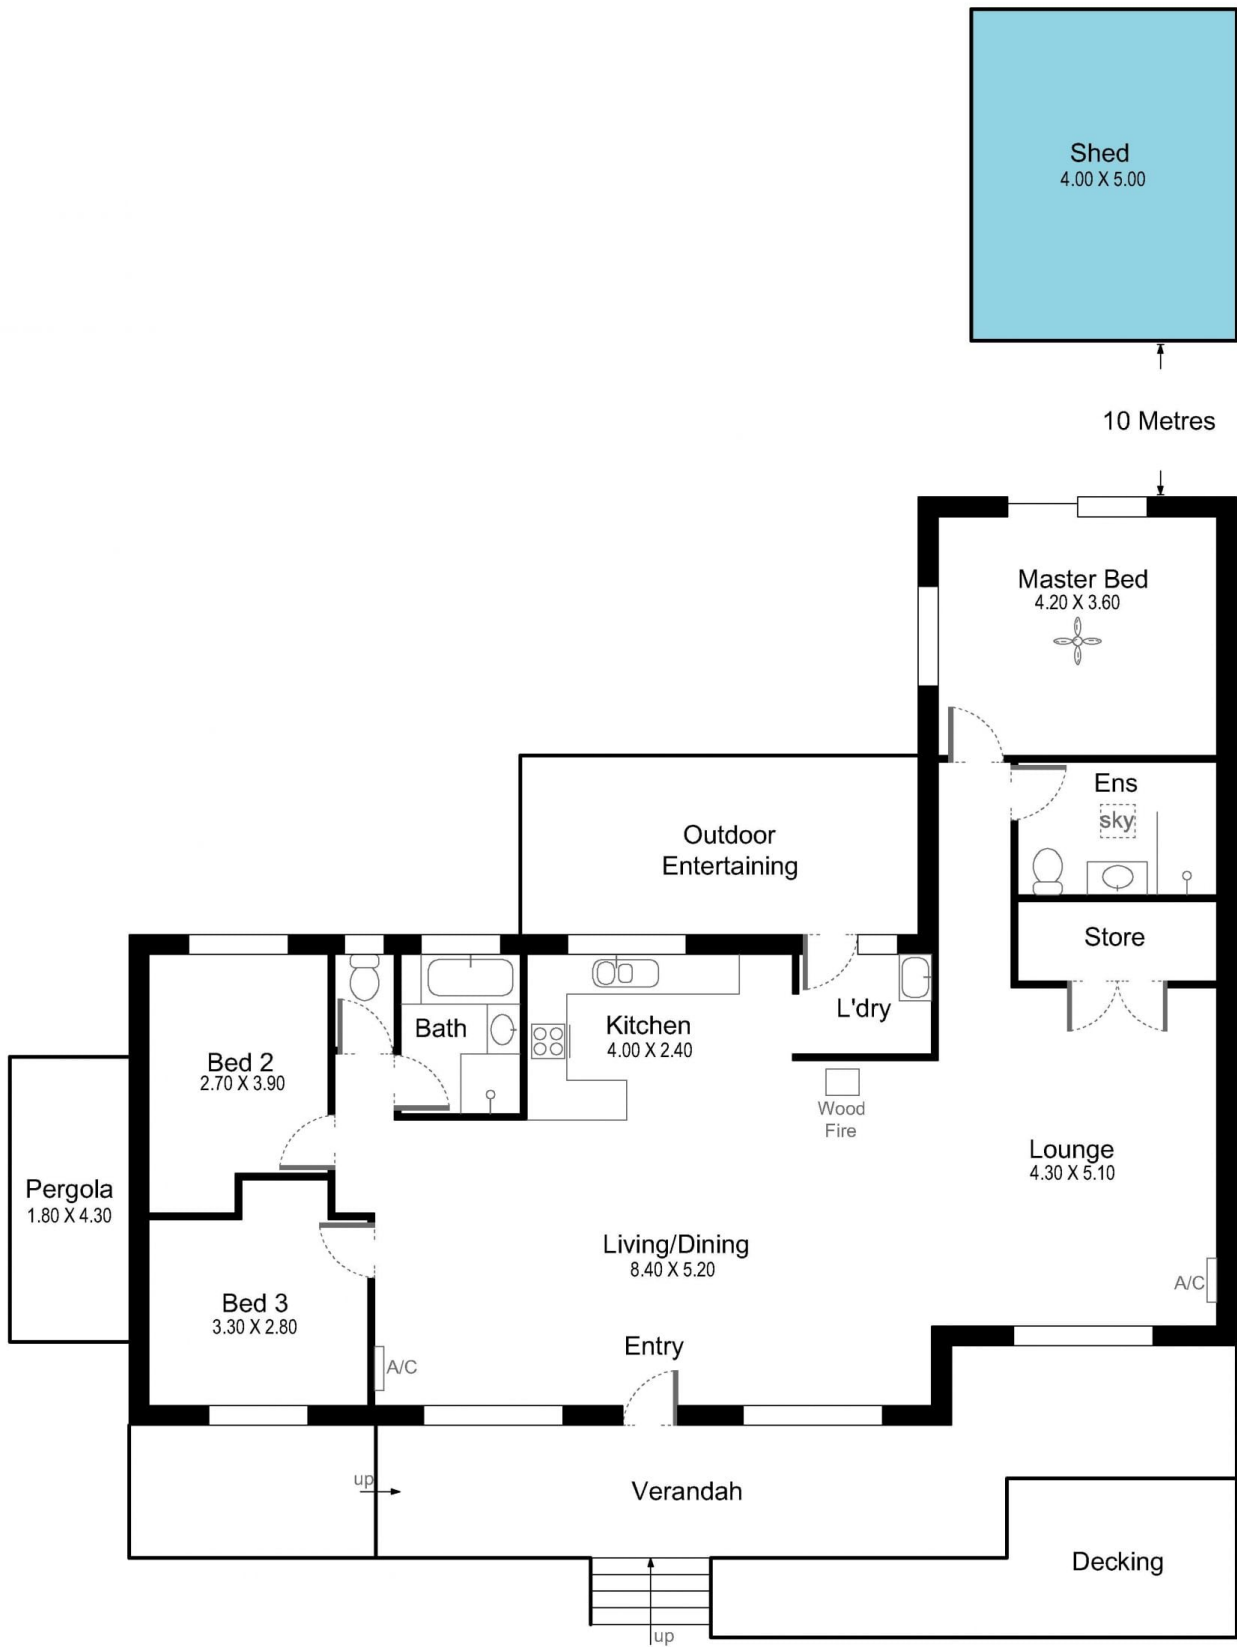 Shed
4.00 X 5.00
10 Metres
Master Bed
4.20 X 3.60
Ens
sky
Outdoor
Entertaining
Store
L'dry
Bath
Kitchen
4.00 X 2.40
Bed 2
2.70 X 3.90
Wood
Fire
Lounge
4.30 X 5.10
Pergola
1.80 X 4.30
Living/Dining
8.40 X 5.20
A/C
Bed 3
3.30 X 2.80
Entry
A/C
up
Verandah
Decking
up